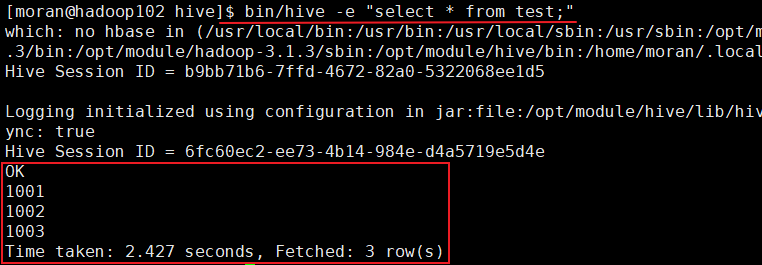 [moran@hadoop102 hive]$ bin/hive -e "select * from test;"
which: no hbase in (/usr/local/bin:/usr/bin:/usr/local/sbin:/usr/sbin:/opt/m
.3/bin:/opt/module/hadoop-3.1.3/sbin:/opt/module/hive/bin:/home/moran/.local
Hive Session ID = b9bb71b6-7ffd-4672-82a0-5322068ee1d5
Logging initialized using configuration in jar:file:/opt/module/hive/lib/hiv
ync: true
Hive Session ID = 6fc60ec2-ee73-4b14-984e-d4a5719e5d4e
OK
1001
1002
1003
Time taken: 2.427 seconds, Fetched: 3 row(s)